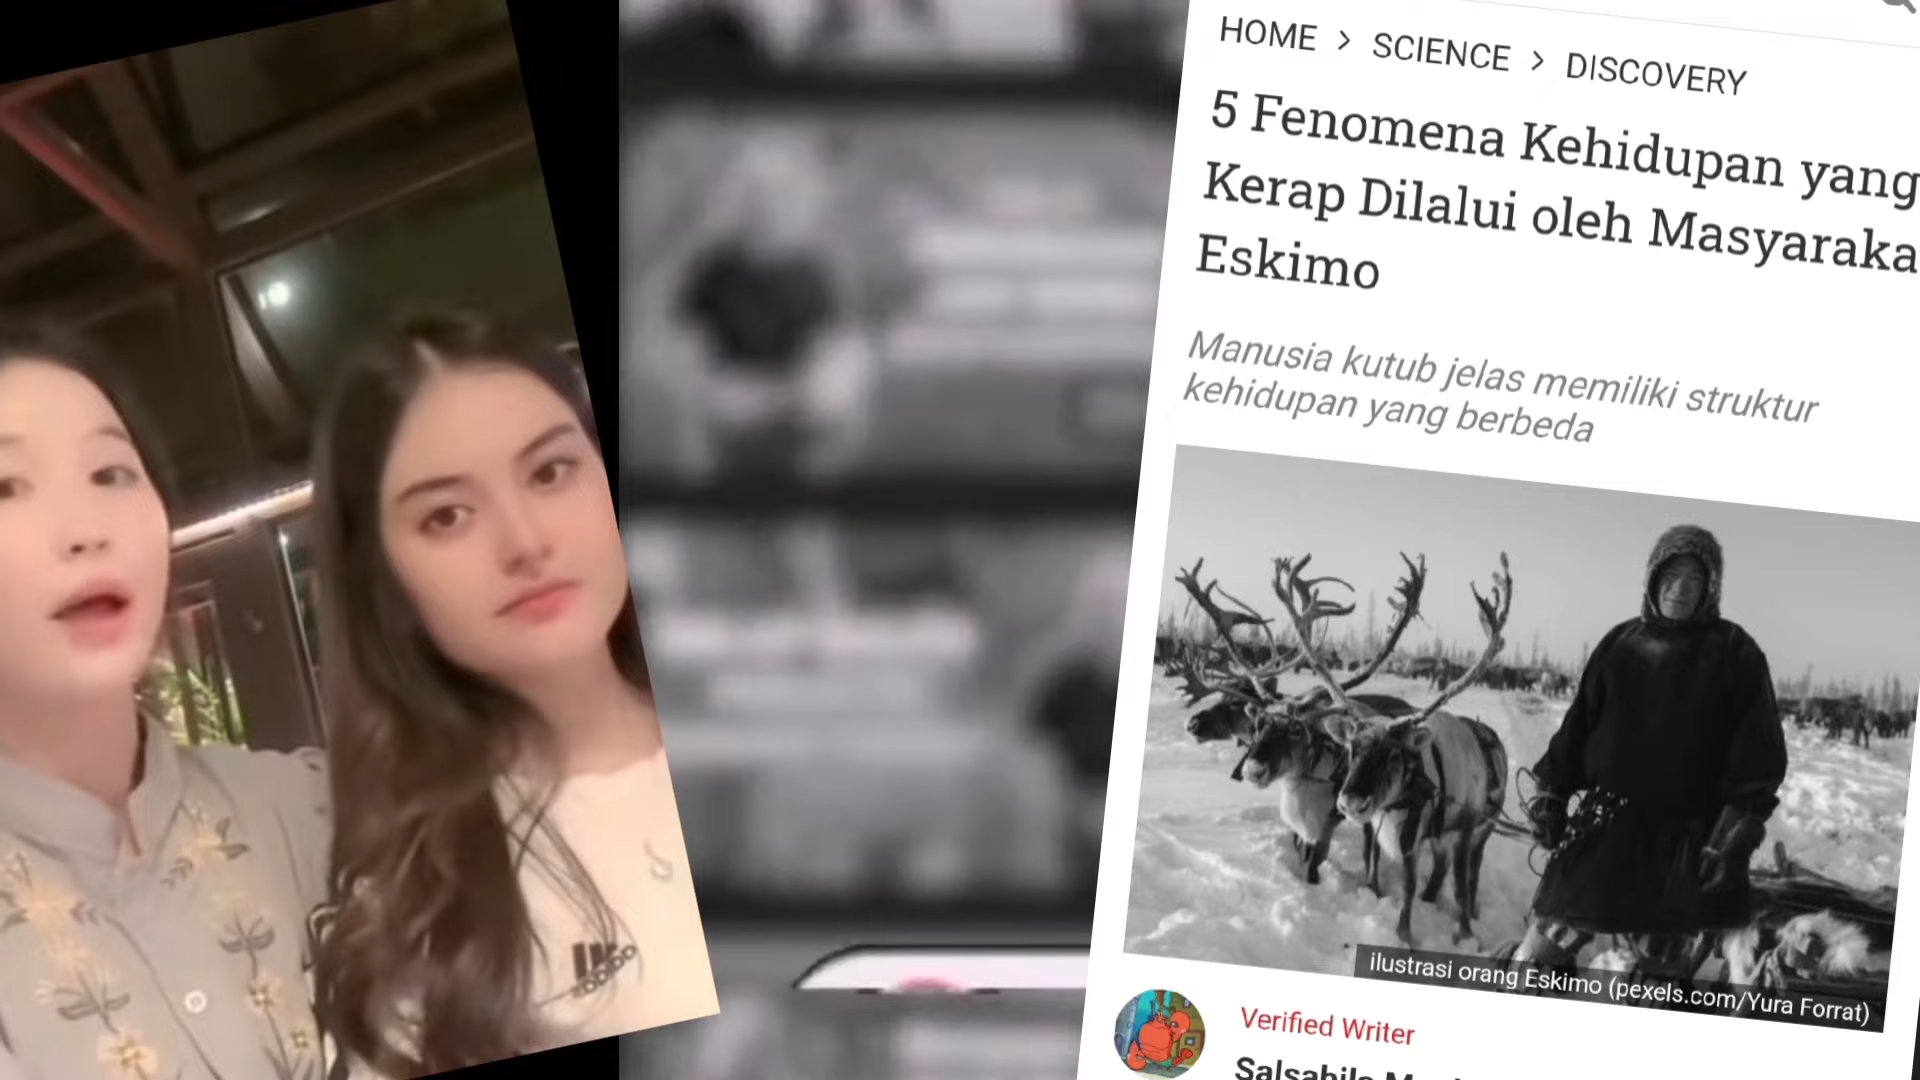 HOME > SCIENCE > DISCOVERY
5 Fenomena Kehidupan yang
Kerap Dilalui oleh Masyaraka
Eskimo
Manusia kutub jelas memiliki struktur
kehidupan yang berbeda
ilustrasi orang Eskimo (pexels.com/Yura Forrat)
Verified Writer
Salsabila